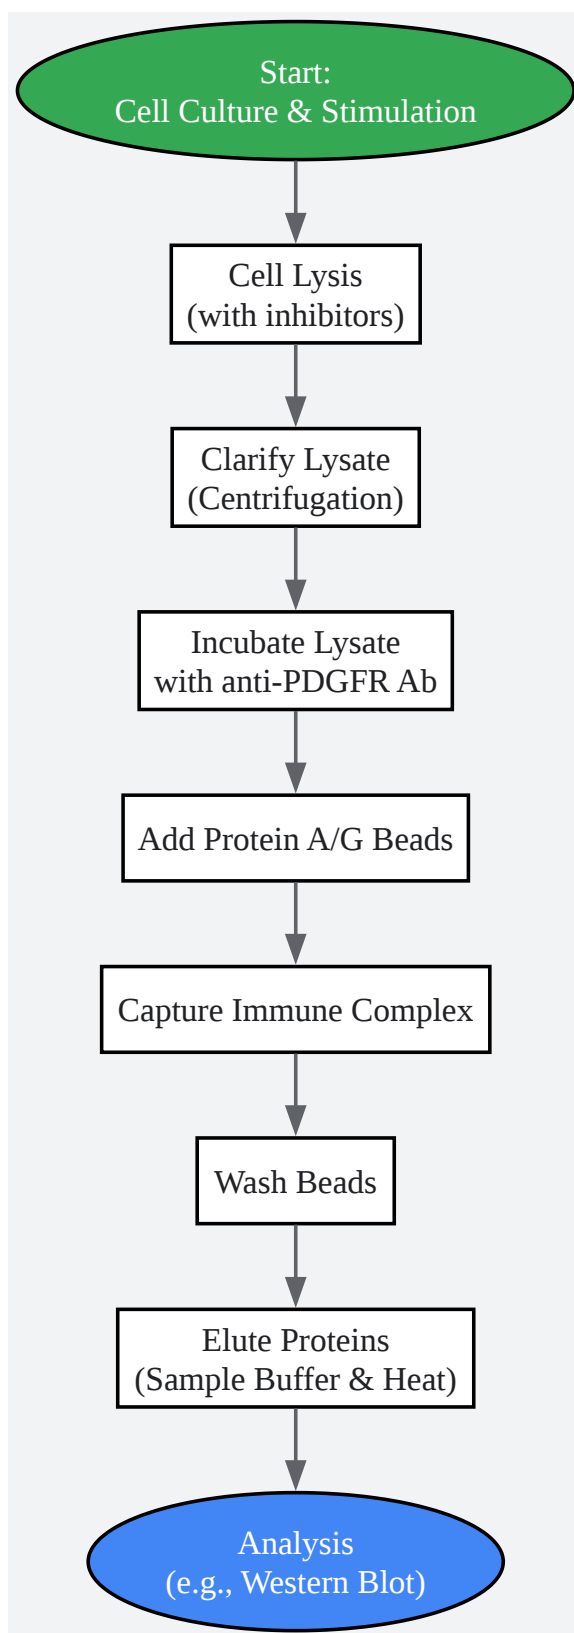 Start:
Cell Culture & Stimulation
Cell Lysis
(with inhibitors)
Clarify Lysate
(Centrifugation)
Incubate Lysate
with anti-PDGFR Ab
Add Protein A/G Beads
Capture Immune Complex
Wash Beads
Elute Proteins
(Sample Buffer & Heat)
Analysis
(e.g., Western Blot)